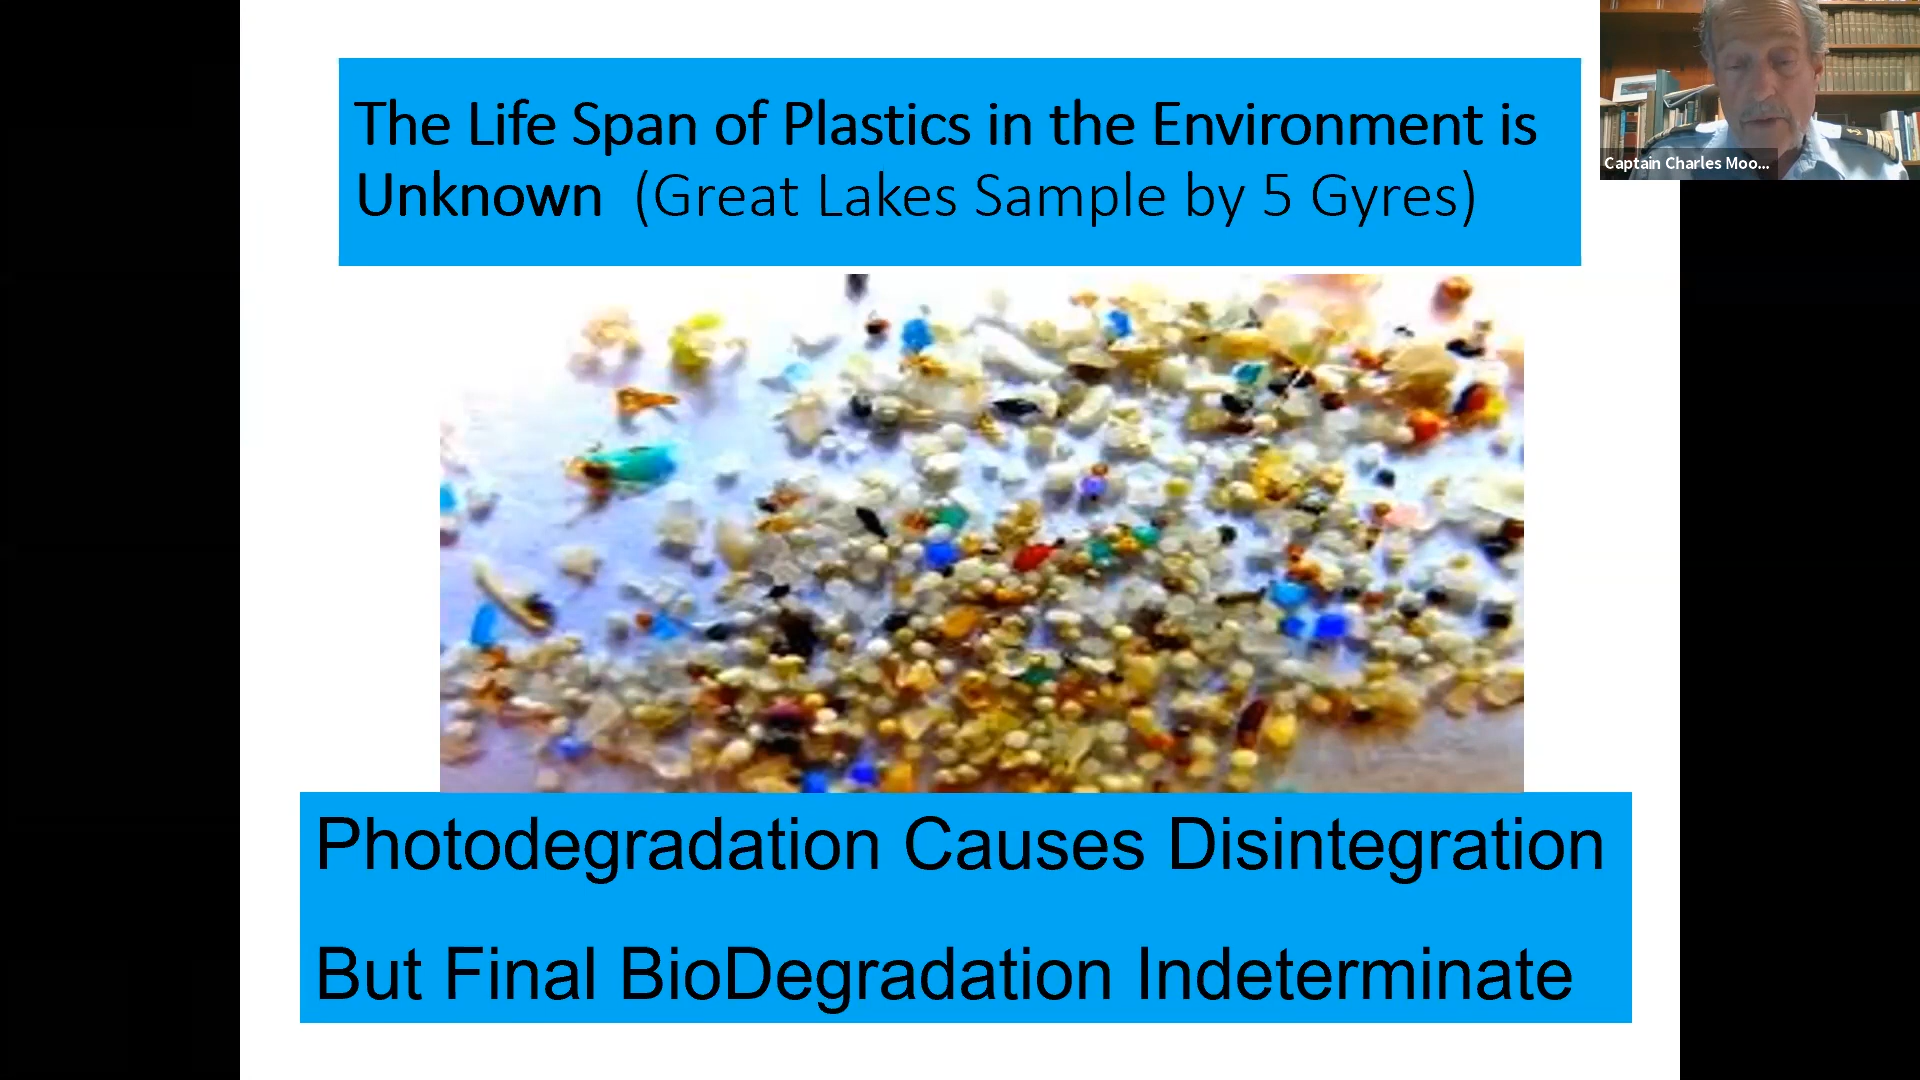 The Life Span of Plastics in the Environment is
Unknown (Great Lakes Sample by 5 Gyres)
Captain Charles Moo...
Photodegradation Causes Disintegration
But Final BioDegradation Indeterminate